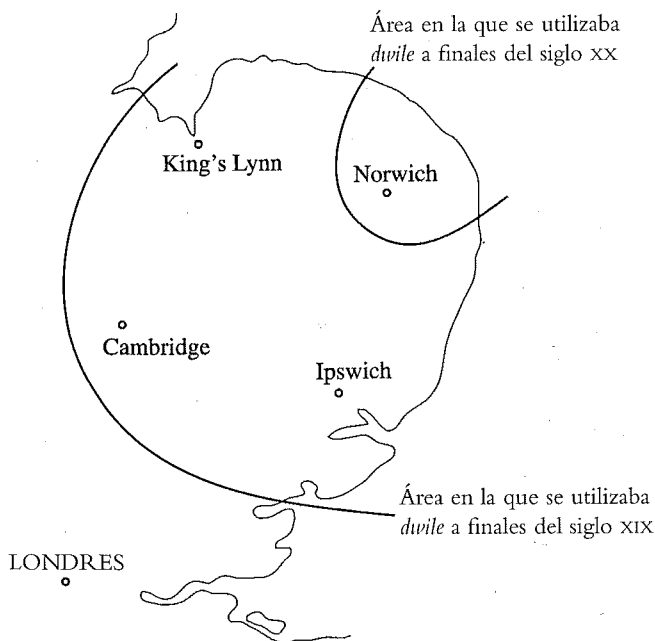 Área en la que se utilizaba
dwile a finales del siglo XX
King's Lynn
Norwich
Cambridge
Ipswich
Área en la que se utilizaba
dwile a finales del siglo XIX
LONDRES